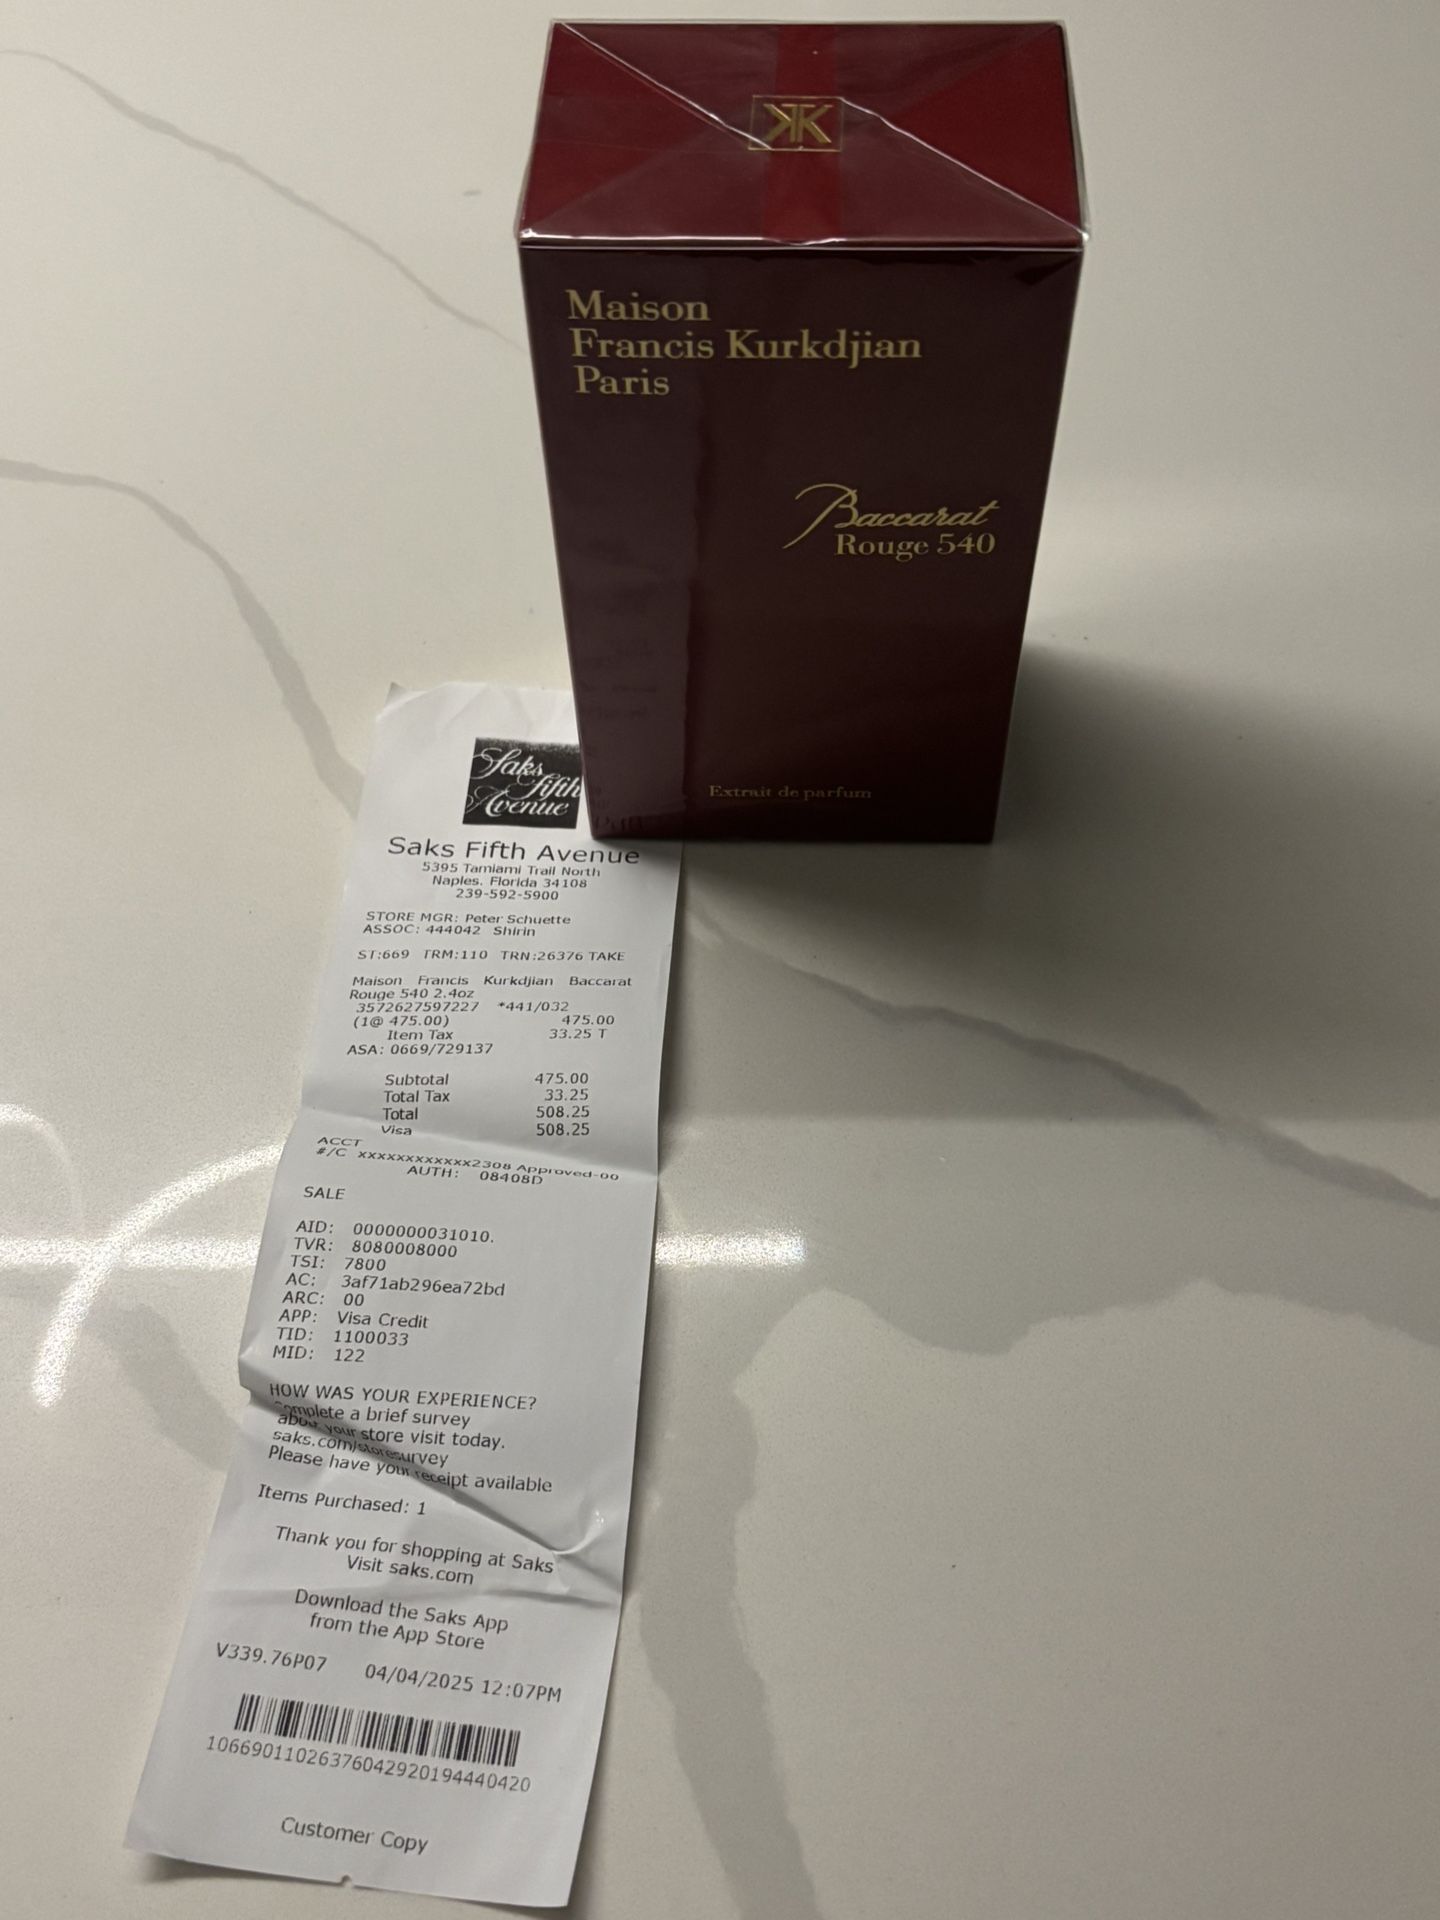 Maison
Francis Kurkdjian
Paris
Baccarat
Rouge 540
Extrait de parfum
Saks
Fifth
Avenue
Saks Fifth Avenue
5395 Tamiami Trail North
Naples, Florida 34108
239-592-5900
STORE MGR: Peter Schuette
ASSOC: 444042 Shirin
ST:669 TRM:110 TRN:26376 TAKE
Maison Francis Kurkdjian Baccarat
Rouge 540 2.4oz
3572627597227 *441/032
(1@ 475.00) 475.00
Item Tax 33.25 T
ASA: 0669/729137
Subtotal 475.00
Total Tax 33.25
Total 508.25
Visa 508.25
ACCT
#/C xxxxxxxxxxxx2308 Approved-00
AUTH: 08408D
SALE
AID: 0000000031010.
TVR: 8080008000
TSI: 7800
AC: 3af71ab296ea72bd
ARC: 00
APP: Visa Credit
TID: 1100033
MID: 122
HOW WAS YOUR EXPERIENCE?
Complete a brief survey
about your store visit today.
saks.com/storesurvey
Please have your receipt available
Items Purchased: 1
Thank you for shopping at Saks
Visit saks.com
Download the Saks App
from the App Store
V339.76P07 04/04/2025 12:07PM
1066901102637604292019444042​0
Customer Copy